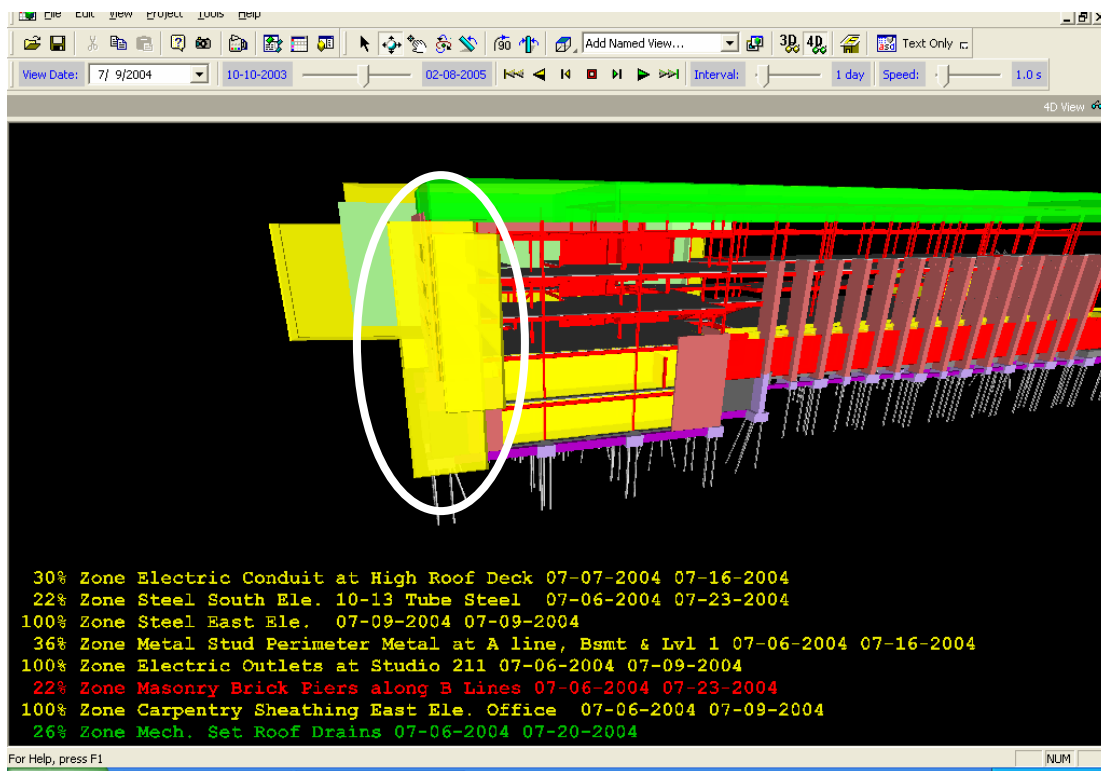 File Edit View Project Tools Help
Add Named View... 3D 4D Text Only
View Date: 7/ 9/2004 10-10-2003 02-08-2005 Interval: 1 day Speed: 1.0 s
4D View
30% Zone Electric Conduit at High Roof Deck 07-07-2004 07-16-2004
22% Zone Steel South Ele. 10-13 Tube Steel 07-06-2004 07-23-2004
100% Zone Steel East Ele. 07-09-2004 07-09-2004
36% Zone Metal Stud Perimeter Metal at A line, Bsmt & Lvl 1 07-06-2004 07-16-2004
100% Zone Electric Outlets at Studio 211 07-06-2004 07-09-2004
22% Zone Masonry Brick Piers along B Lines 07-06-2004 07-23-2004
100% Zone Carpentry Sheathing East Ele. Office 07-06-2004 07-09-2004
26% Zone Mech. Set Roof Drains 07-06-2004 07-20-2004
For Help, press F1 NUM